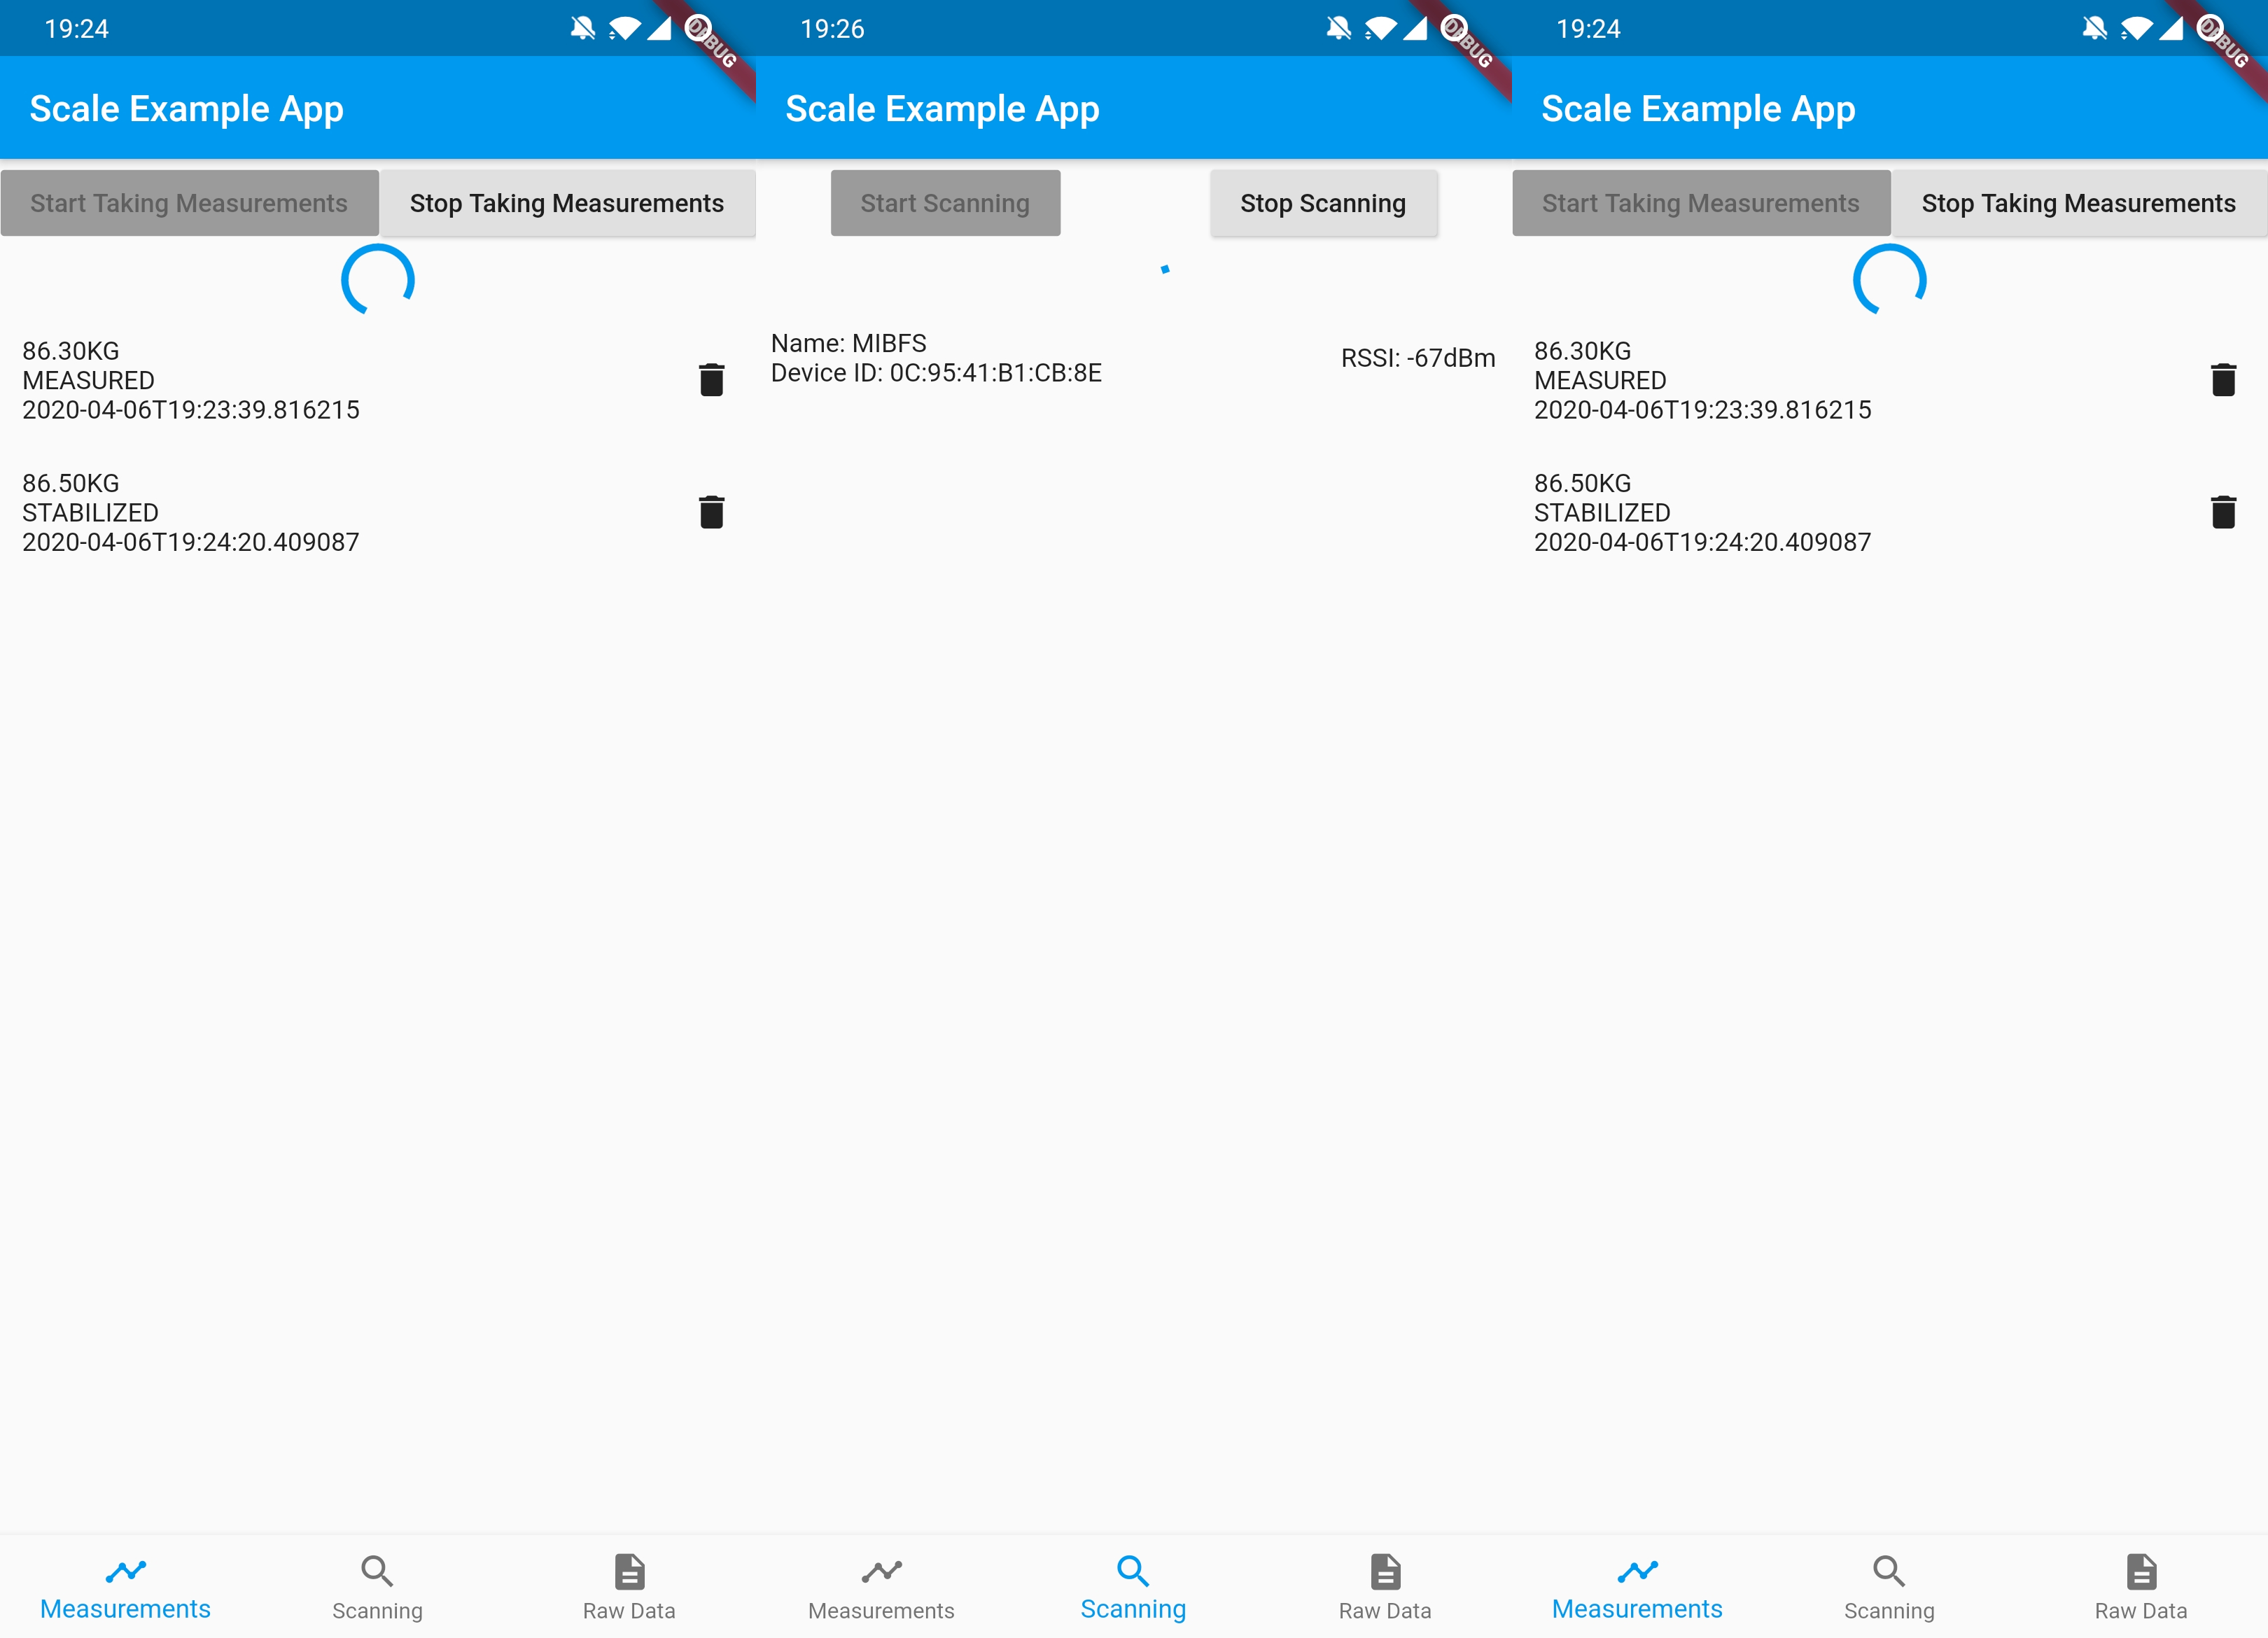 19:24
DEBUG
Scale Example App
Start Taking Measurements
Stop Taking Measurements
86.30KG
MEASURED
2020-04-06T19:23:39.816215
86.50KG
STABILIZED
2020-04-06T19:24:20.409087
Measurements
Scanning
Raw Data
19:26
DEBUG
Scale Example App
Start Scanning
Stop Scanning
Name: MIBFS
Device ID: 0C:95:41:B1:CB:8E
RSSI: -67dBm
Measurements
Scanning
Raw Data
19:24
DEBUG
Scale Example App
Start Taking Measurements
Stop Taking Measurements
86.30KG
MEASURED
2020-04-06T19:23:39.816215
86.50KG
STABILIZED
2020-04-06T19:24:20.409087
Measurements
Scanning
Raw Data